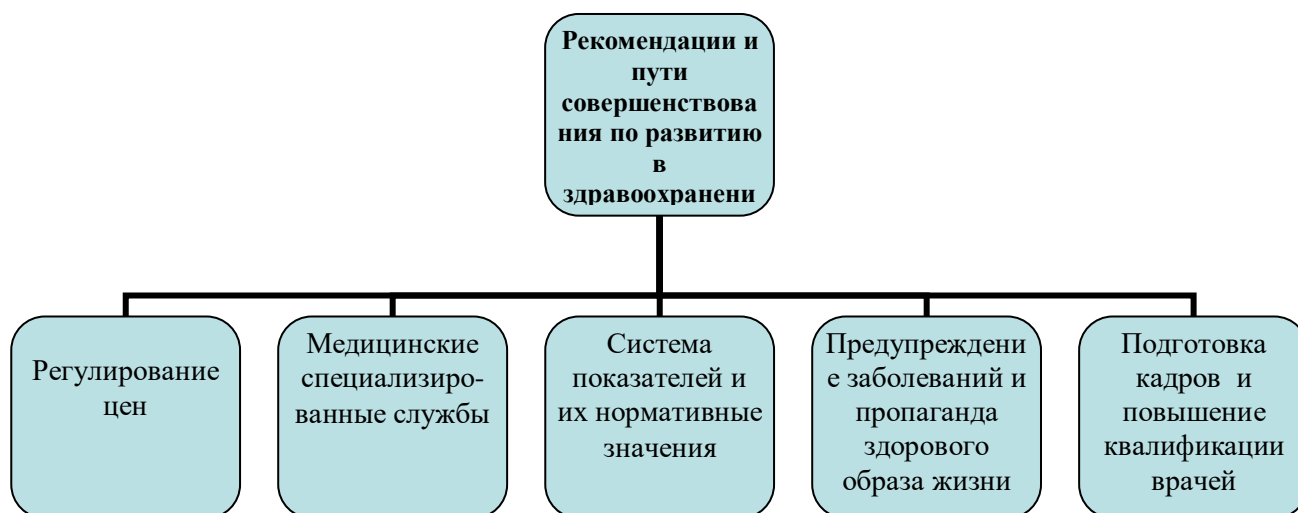 Рекомендации и
пути
совершенствова
ния по развитию
в
здравоохранени
Регулирование
цен
Медицинские
специализиро-
ванные службы
Система
показателей и
их нормативные
значения
Предупреждени
е заболеваний и
пропаганда
здорового
образа жизни
Подготовка
кадров и
повышение
квалификации
врачей